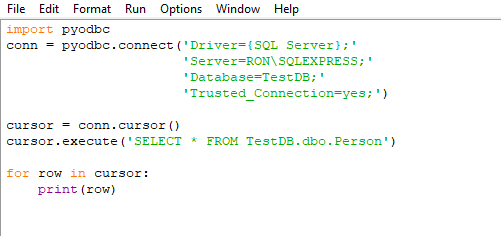 File Edit Format Run Options Window Help
import pyodbc
conn = pyodbc.connect('Driver={SQL Server};'
                      'Server=RON\SQLEXPRESS;'
                      'Database=TestDB;'
                      'Trusted_Connection=yes;')
cursor = conn.cursor()
cursor.execute('SELECT * FROM TestDB.dbo.Person')
for row in cursor:
    print(row)